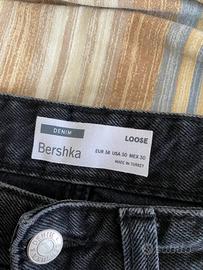 DENIM
Bershka
LOOSE
EUR 38 USA 30 MEX 30
MADE IN TURKEY